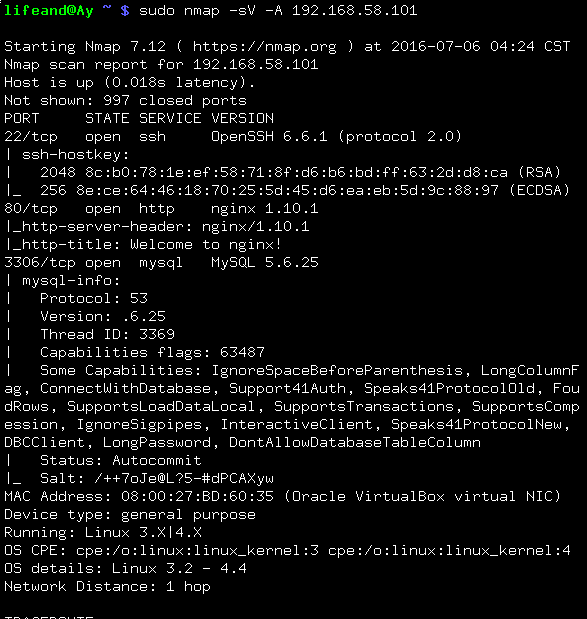 lifeand@Ay ~ $ sudo nmap -sV -A 192.168.58.101
Starting Nmap 7.12 ( https://nmap.org ) at 2016-07-06 04:24 CST
Nmap scan report for 192.168.58.101
Host is up (0.018s latency).
Not shown: 997 closed ports
PORT     STATE SERVICE VERSION
22/tcp   open  ssh     OpenSSH 6.6.1 (protocol 2.0)
| ssh-hostkey:
|   2048 8c:b0:78:1e:ef:58:71:8f:d6:b6:bd:ff:63:2d:d8:ca (RSA)
|_  256 8e:ce:64:46:18:70:25:5d:45:d6:ea:eb:5d:9c:88:97 (ECDSA)
80/tcp   open  http    nginx 1.10.1
|_http-server-header: nginx/1.10.1
|_http-title: Welcome to nginx!
3306/tcp open  mysql   MySQL 5.6.25
| mysql-info:
|   Protocol: 53
|   Version: .6.25
|   Thread ID: 3369
|   Capabilities flags: 63487
|   Some Capabilities: IgnoreSpaceBeforeParenthesis, LongColumnF
ag, ConnectWithDatabase, Support41Auth, Speaks41ProtocolOld, Fou
dRows, SupportsLoadDataLocal, SupportsTransactions, SupportsComp
ession, IgnoreSigpipes, InteractiveClient, Speaks41ProtocolNew,
DBCClient, LongPassword, DontAllowDatabaseTableColumn
|   Status: Autocommit
|_  Salt: /++7oJe@L?5-#dPCAXyw
MAC Address: 08:00:27:BD:60:35 (Oracle VirtualBox virtual NIC)
Device type: general purpose
Running: Linux 3.X|4.X
OS CPE: cpe:/o:linux:linux_kernel:3 cpe:/o:linux:linux_kernel:4
OS details: Linux 3.2 - 4.4
Network Distance: 1 hop